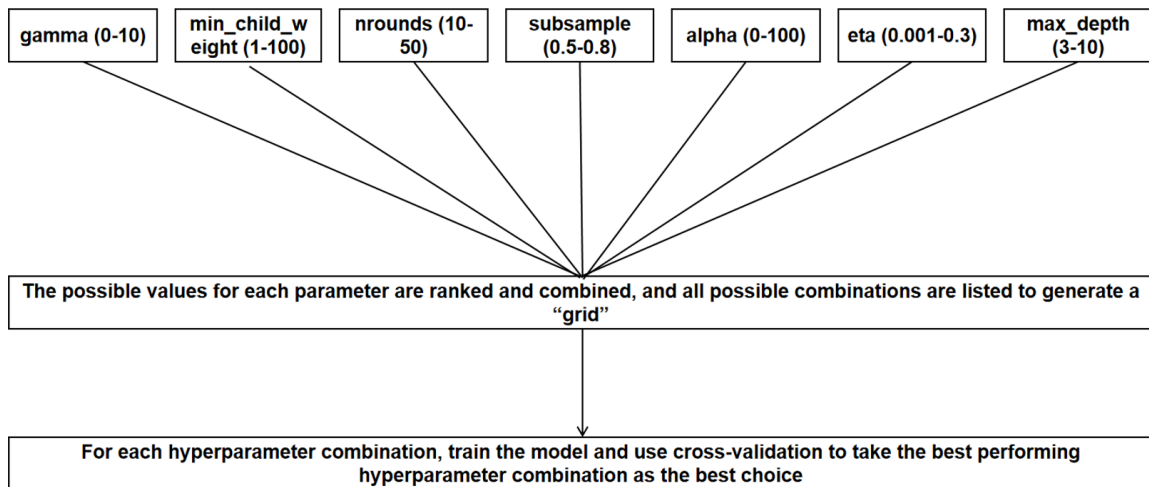 gamma (0-10)
min_child_w
eight (1-100)
nrounds (10-
50)
subsample
(0.5-0.8)
alpha (0-100)
eta (0.001-0.3)
max_depth
(3-10)
The possible values for each parameter are ranked and combined, and all possible combinations are listed to generate a
“grid”
For each hyperparameter combination, train the model and use cross-validation to take the best performing
hyperparameter combination as the best choice